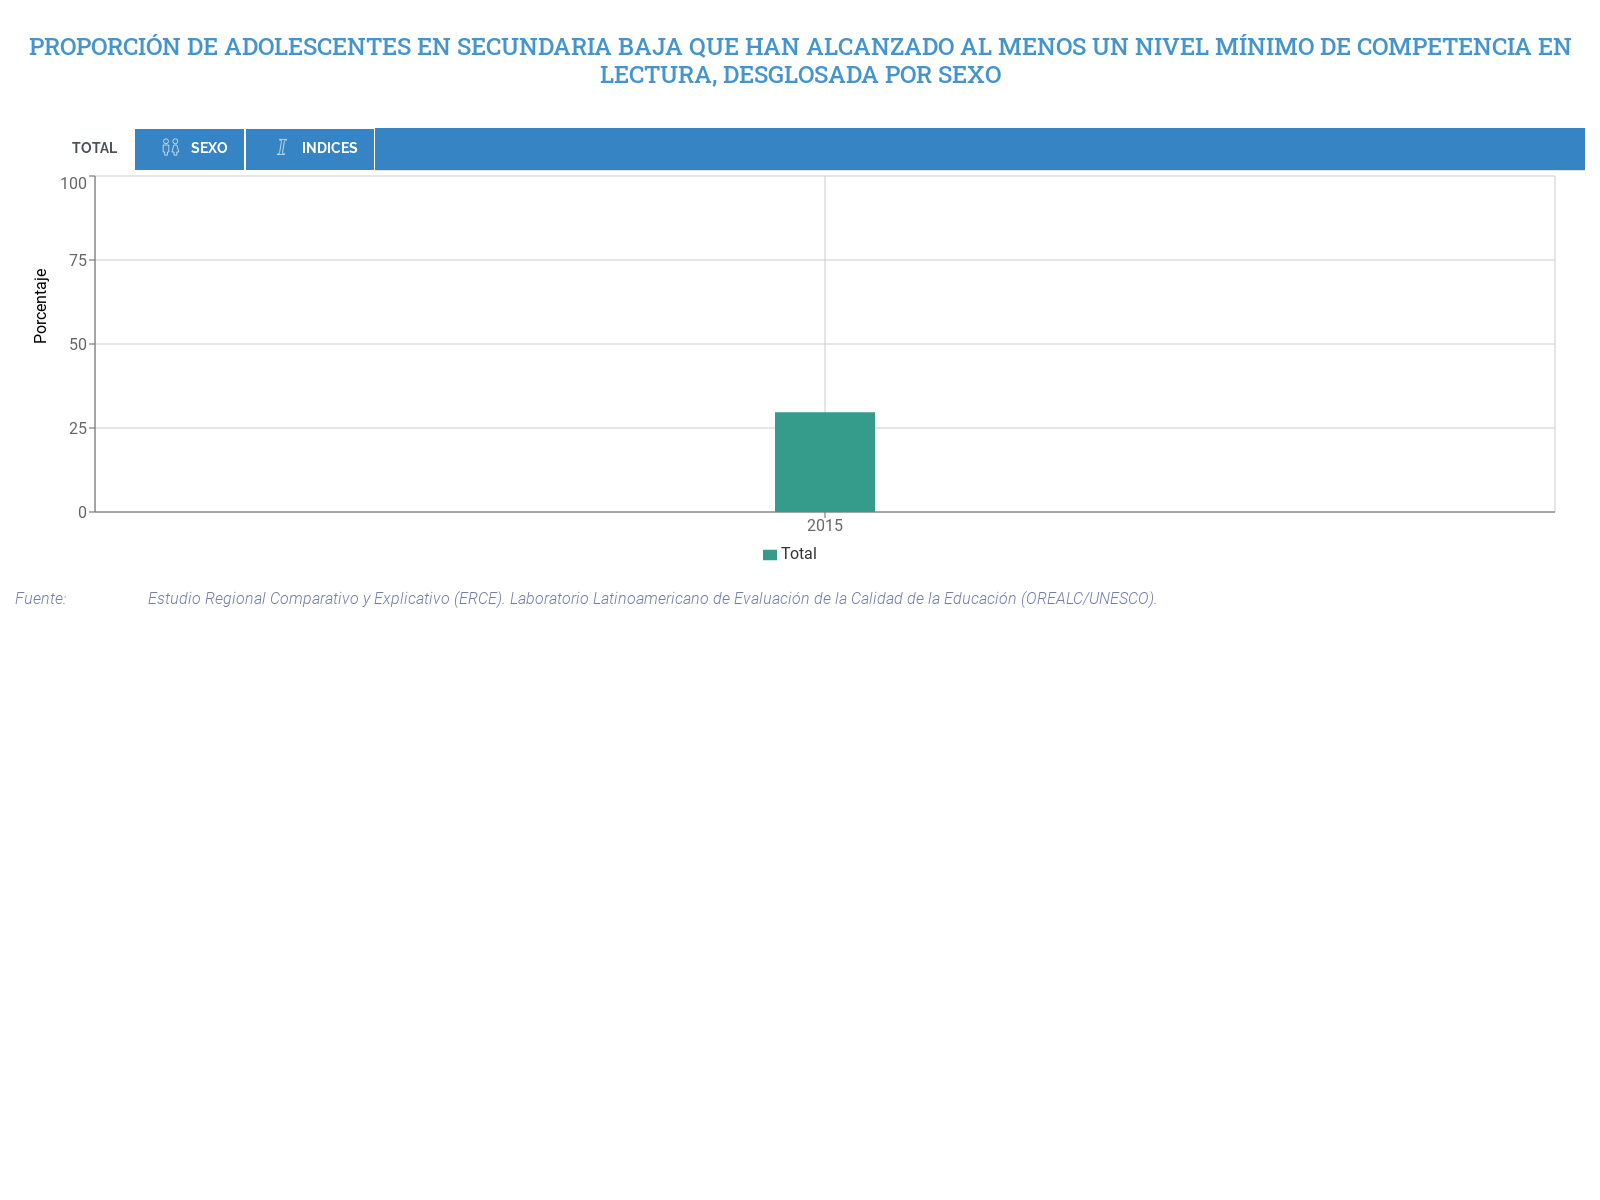 PROPORCIÓN DE ADOLESCENTES EN SECUNDARIA BAJA QUE HAN ALCANZADO AL MENOS UN NIVEL MÍNIMO DE COMPETENCIA EN
LECTURA, DESGLOSADA POR SEXO
TOTAL SEXO INDICES
100
75
50
25
0
Porcentaje
2015
Total
Fuente: Estudio Regional Comparativo y Explicativo (ERCE). Laboratorio Latinoamericano de Evaluación de la Calidad de la Educación (OREALC/UNESCO).